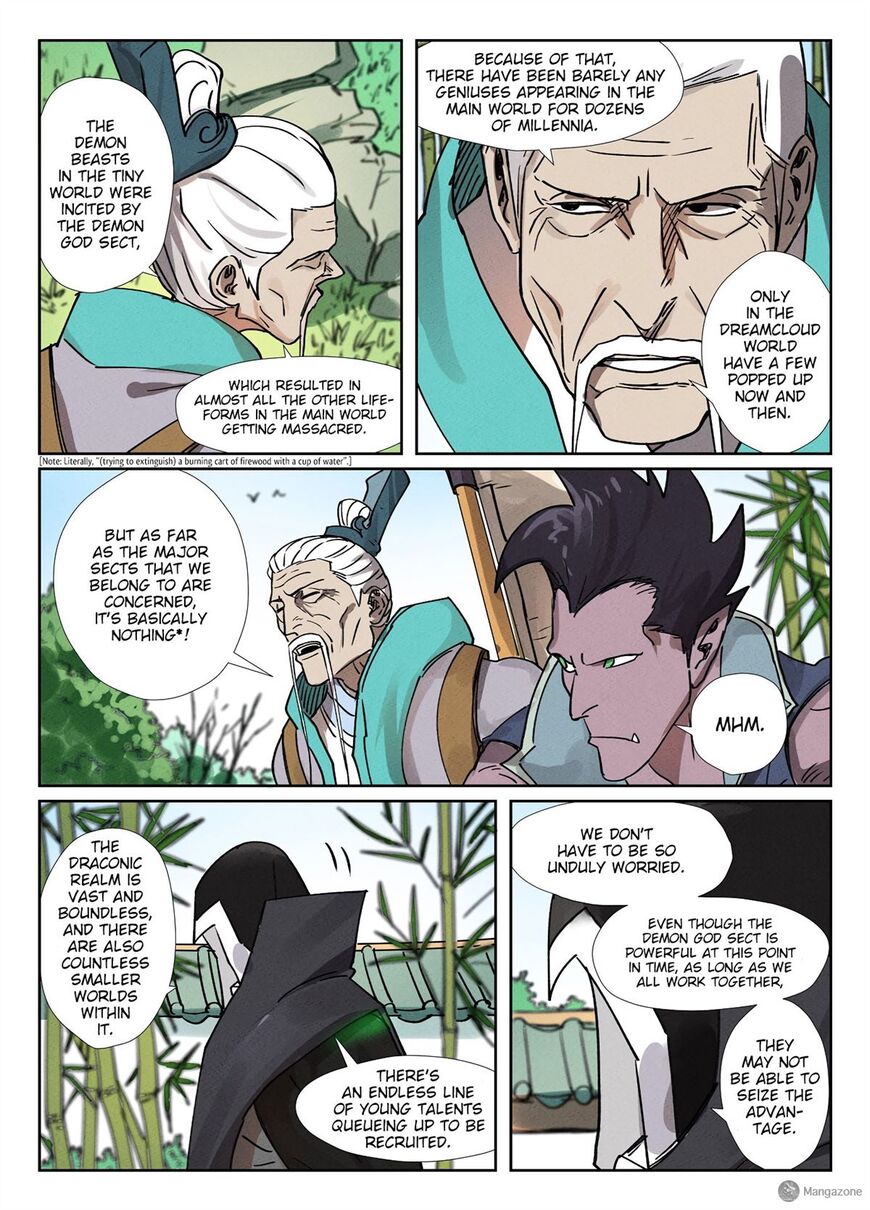 THE
DEMON
BEASTS
IN THE TINY
WORLD WERE
INCITED BY
THE DEMON
GOD SECT,
WHICH RESULTED IN
ALMOST ALL THE OTHER LIFE-
FORMS IN THE MAIN WORLD
GETTING MASSACRED.
BECAUSE OF THAT,
THERE HAVE BEEN BARELY ANY
GENIUSES APPEARING IN THE
MAIN WORLD FOR DOZENS
OF MILLENNIA.
ONLY
IN THE
DREAMCLOUD
WORLD
HAVE A FEW
POPPED UP
NOW AND
THEN.
[Note: Literally, "(trying to extinguish) a burning cart of firewood with a cup of water".]
BUT AS FAR
AS THE MAJOR
SECTS THAT WE
BELONG TO ARE
CONCERNED,
IT'S BASICALLY
NOTHING*!
MHM.
THE
DRACONIC
REALM IS
VAST AND
BOUNDLESS,
AND THERE
ARE ALSO
COUNTLESS
SMALLER
WORLDS
WITHIN
IT.
THERE'S
AN ENDLESS LINE
OF YOUNG TALENTS
QUEUEING UP TO BE
RECRUITED.
WE DON'T
HAVE TO BE SO
UNDULY WORRIED.
EVEN THOUGH THE
DEMON GOD SECT IS
POWERFUL AT THIS POINT
IN TIME, AS LONG AS WE
ALL WORK TOGETHER,
THEY
MAY NOT
BE ABLE TO
SEIZE THE
ADVAN-
TAGE.
Mangazone